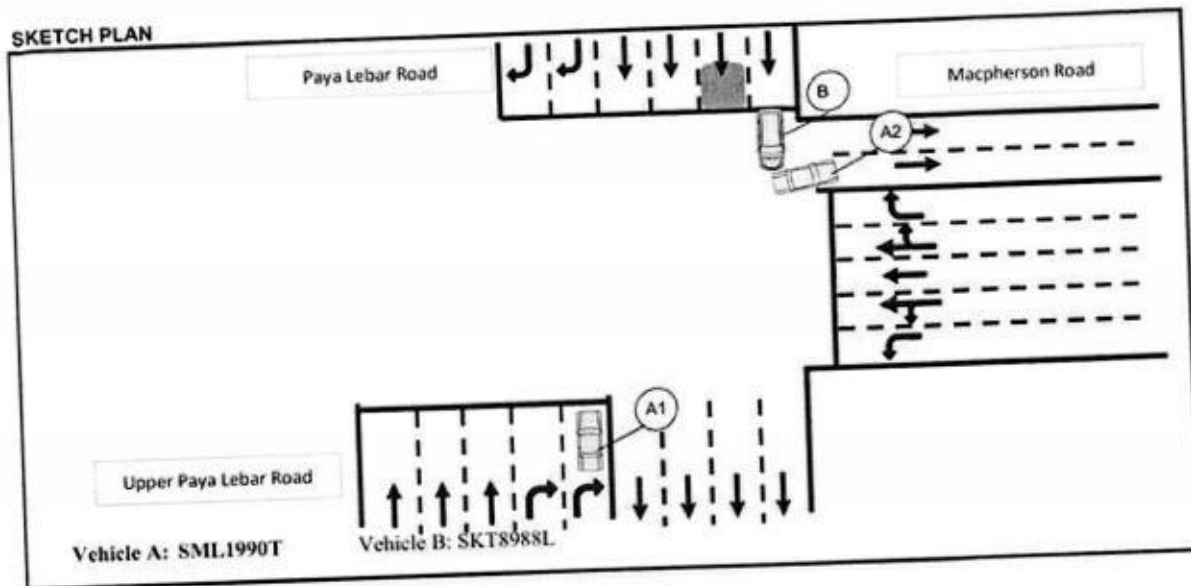 SKETCH PLAN
Paya Lebar Road
Macpherson Road
B
A2
A1
Upper Paya Lebar Road
Vehicle A: SML1990T
Vehicle B: SKT8988L